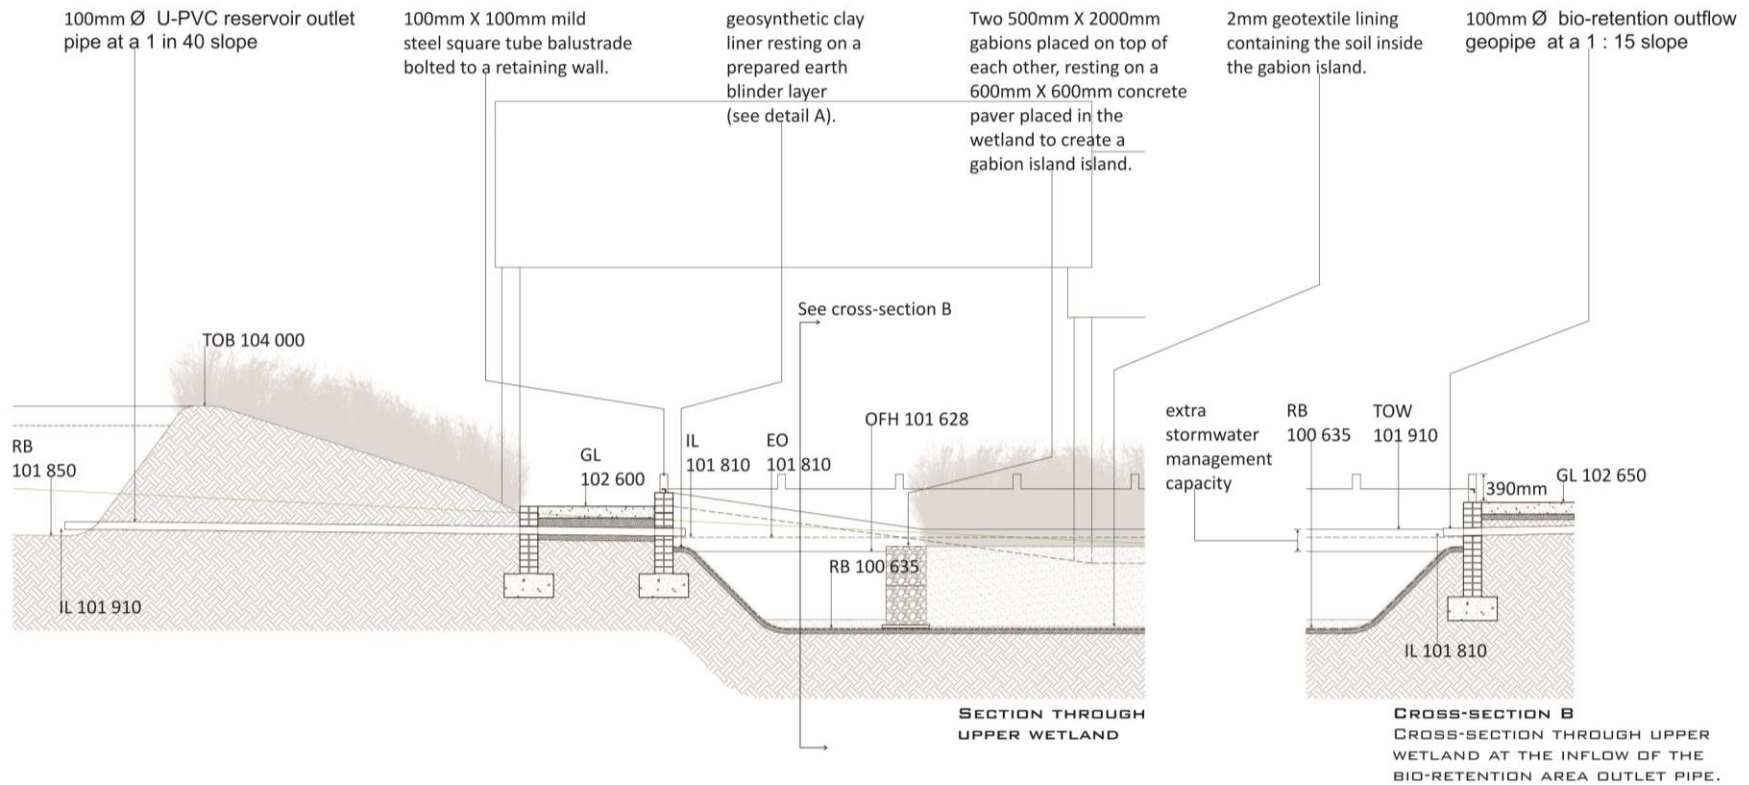 100mm Ø U-PVC reservoir outlet
pipe at a 1 in 40 slope
100mm X 100mm mild
steel square tube balustrade
bolted to a retaining wall.
geosynthetic clay
liner resting on a
prepared earth
blinder layer
(see detail A).
Two 500mm X 2000mm
gabions placed on top of
each other, resting on a
600mm X 600mm concrete
paver placed in the
wetland to create a
gabion island island.
2mm geotextile lining
containing the soil inside
the gabion island.
100mm Ø bio-retention outflow
geopipe at a 1 : 15 slope
See cross-section B
TOB 104 000
RB
101 850
GL
102 600
IL
101 810
EO
101 810
OFH 101 628
RB 100 635
IL 101 910
extra
stormwater
management
capacity
RB
100 635
TOW
101 910
390mm
GL 102 650
IL 101 810
SECTION THROUGH
UPPER WETLAND
CROSS-SECTION B
CROSS-SECTION THROUGH UPPER
WETLAND AT THE INFLOW OF THE
BIO-RETENTION AREA OUTLET PIPE.